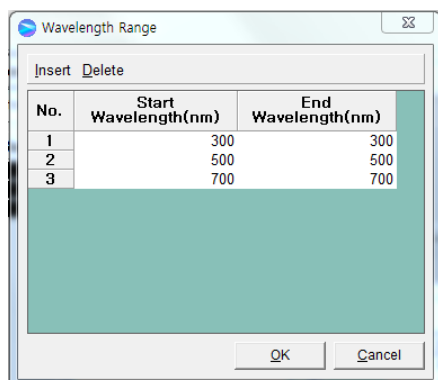 Wavelength Range
Insert Delete
No. Start Wavelength(nm) End Wavelength(nm)
1 300 300
2 500 500
3 700 700
OK Cancel